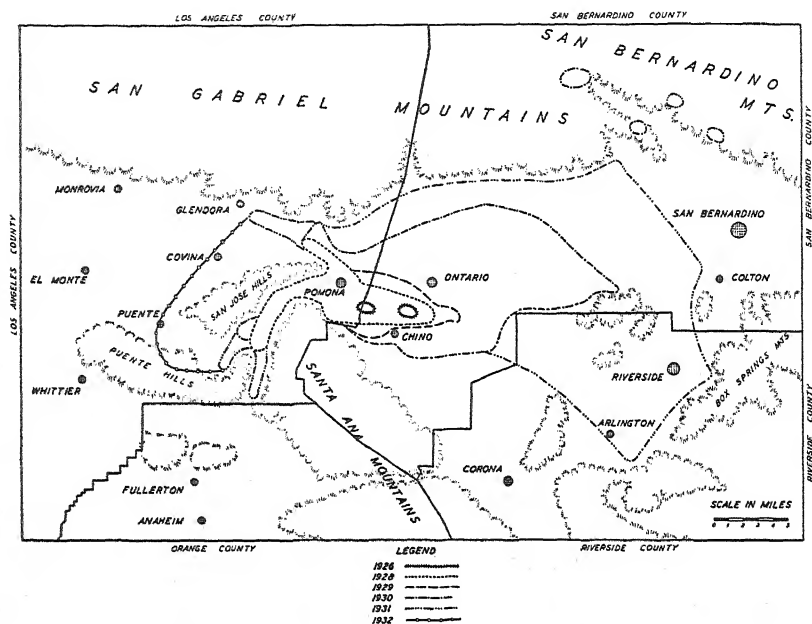 LOS ANGELES COUNTY
SAN BERNARDINO COUNTY
SAN BERNARDINO MTS.
SAN GABRIEL MOUNTAINS
LOS ANGELES COUNTY
SAN BERNARDINO COUNTY
MONROVIA
GLENDORA
SAN BERNARDINO
COVINA
EL MONTE
SAN JOSE HILLS
POMONA
ONTARIO
COLTON
PUENTE
CHINO
PUENTE HILLS
WHITTIER
SANTA ANA MOUNTAINS
RIVERSIDE
BOX SPRINGS MTS
ARLINGTON
RIVERSIDE COUNTY
CORONA
FULLERTON
ANAHEIM
SCALE IN MILES
ORANGE COUNTY
LEGEND
RIVERSIDE COUNTY
1926
1928
1929
1930
1931
1932